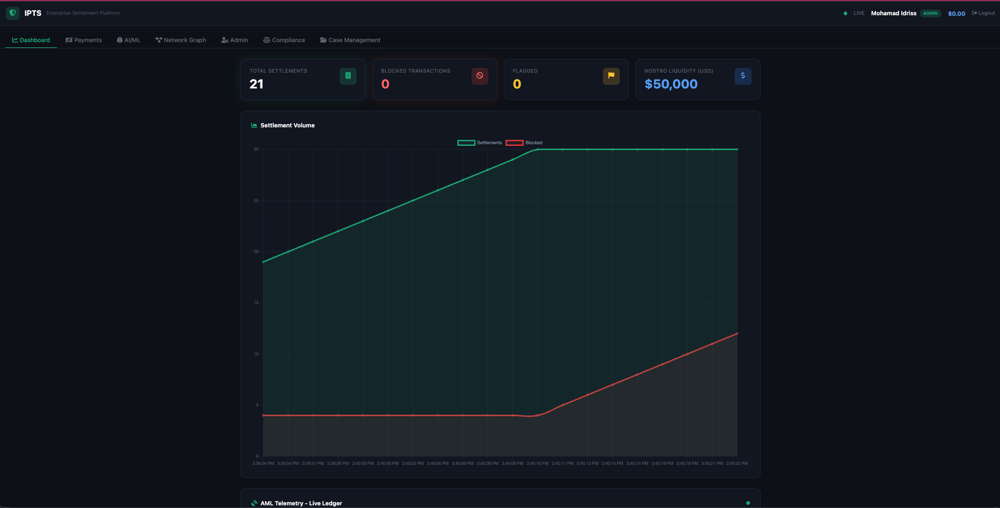 IPTS Enterprise Settlement Platform
LIVE Mohamad Idriss ADMIN $0.00 Logout
Dashboard Payments AI/ML Network Graph Admin Compliance Case Management
TOTAL SETTLEMENTS
21
BLOCKED TRANSACTIONS
0
FLAGGED
0
NOSTRO LIQUIDITY (USD)
$50,000
$
Settlement Volume
Settlements Blocked
30
25
20
15
10
5
0
3:39:54 PM 3:39:54 PM 3:39:57 PM 3:39:58 PM 3:40:00 PM 3:40:00 PM 3:40:03 PM 3:40:04 PM 3:40:06 PM 3:40:06 PM 3:40:09 PM 3:40:10 PM 3:40:11 PM 3:40:12 PM 3:40:14 PM 3:40:14 PM 3:40:18 PM 3:40:18 PM 3:40:21 PM 3:40:23 PM
AML Telemetry - Live Ledger